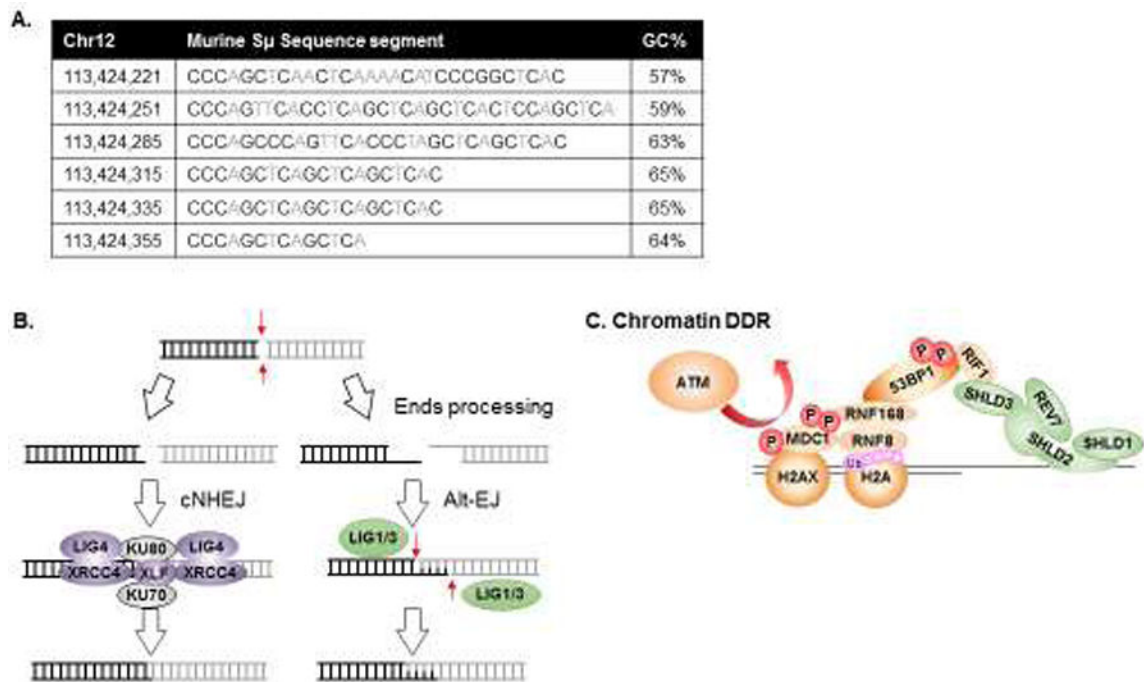 A.
Chr12 Murine Sμ Sequence segment GC%
113,424,221 CCCAGCTCAACTCAAAACATCCCGGCTCAC 57%
113,424,251 CCCAGTTCACCTCAGCTCAGCTCACTCCAGCTCA 59%
113,424,285 CCCAGCCCAGTTCACCCTAGCTCAGCTCAC 63%
113,424,315 CCCAGCTCAGCTCAGCTCAC 65%
113,424,335 CCCAGCTCAGCTCAGCTCAC 65%
113,424,355 CCCAGCTCAGCTCA 64%
B.
Ends processing
cNHEJ
Alt-EJ
LIG4 KU80 LIG4
XRCC4 XLF XRCC4
KU70
LIG1/3
LIG1/3
C. Chromatin DDR
ATM
P P
53BP1
RIF1
SHLD3
REV7
SHLD2
SHLD1
P P
RNF168
P
MDC1
RNF8
H2AX
H2A
Ub